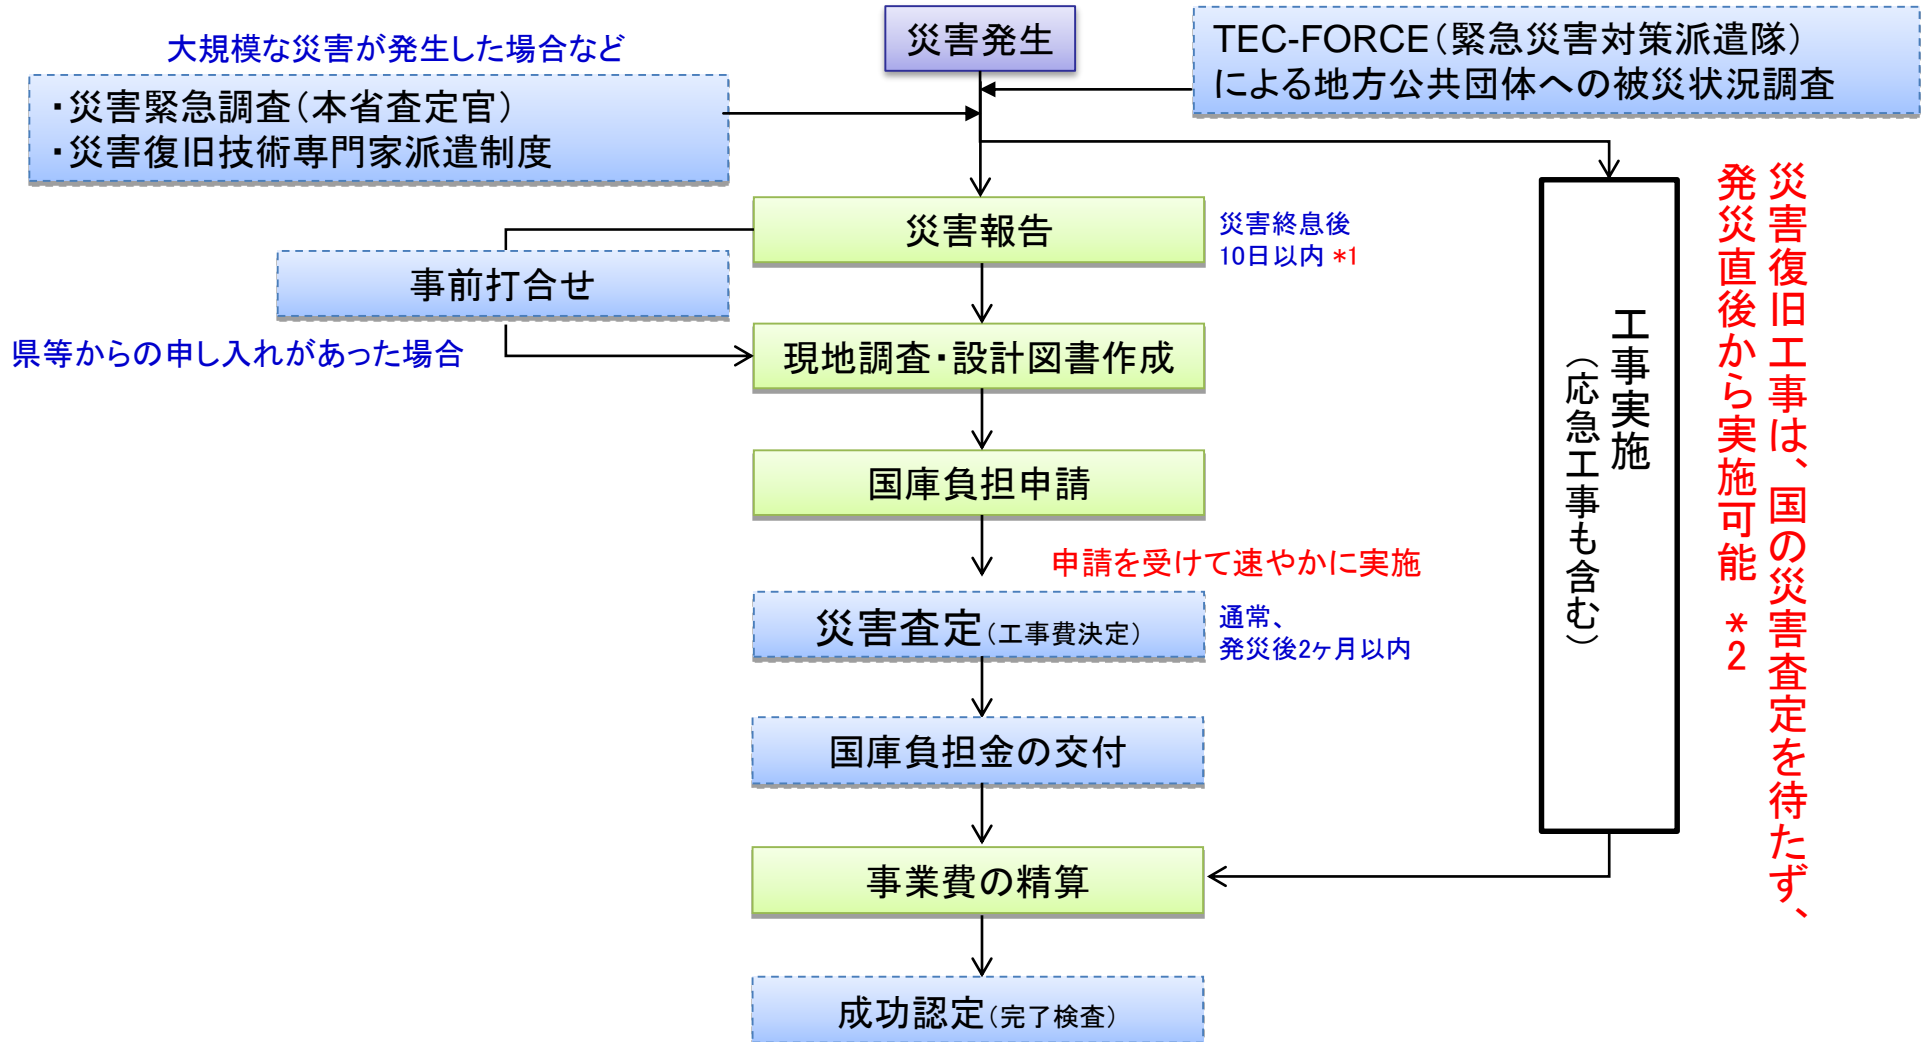 災害発生
TEC-FORCE（緊急災害対策派遣隊）
による地方公共団体への被災状況調査
大規模な災害が発生した場合など
・災害緊急調査（本省査定官）
・災害復旧技術専門家派遣制度
災害報告
災害終息後
10日以内 *1
事前打合せ
県等からの申し入れがあった場合
現地調査・設計図書作成
国庫負担申請
申請を受けて速やかに実施
災害査定（工事費決定）
通常、
発災後2ヶ月以内
国庫負担金の交付
事業費の精算
成功認定（完了検査）
工事実施
（応急工事も含む）
災害復旧工事は、国の災害査定を待たず、
発災直後から実施可能 *2